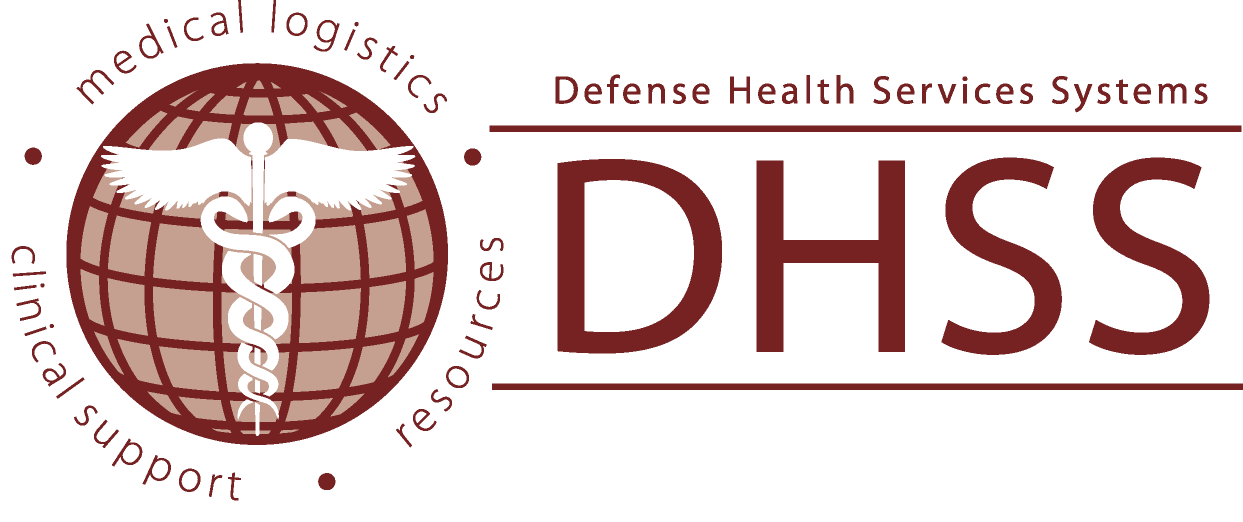 medical logistics
clinical support
resources
Defense Health Services Systems
DHSS